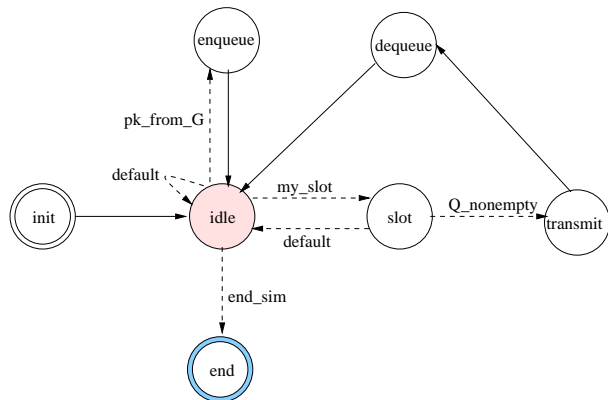 enqueue
dequeue
pk_from_G
default
my_slot
Q_nonempty
init
idle
slot
transmit
default
end_sim
end